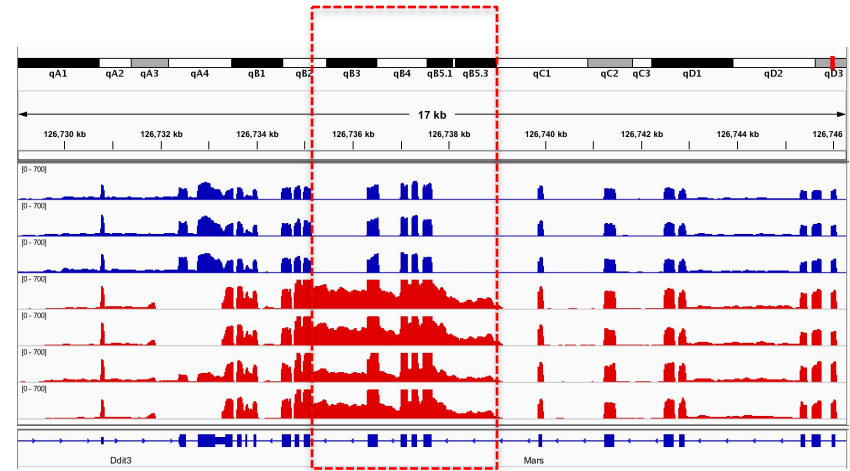 qA1 qA2 qA3 qA4 qB1 qB2 qB3 qB4 qB5.1 qB5.3 qC1 qC2 qC3 qD1 qD2 qD3
17 kb
126,730 kb 126,732 kb 126,734 kb 126,736 kb 126,738 kb 126,740 kb 126,742 kb 126,744 kb 126,746
[0 - 700]
[0 - 700]
[0 - 700]
[0 - 700]
[0 - 700]
[0 - 700]
[0 - 700]
Ddit3 Mars